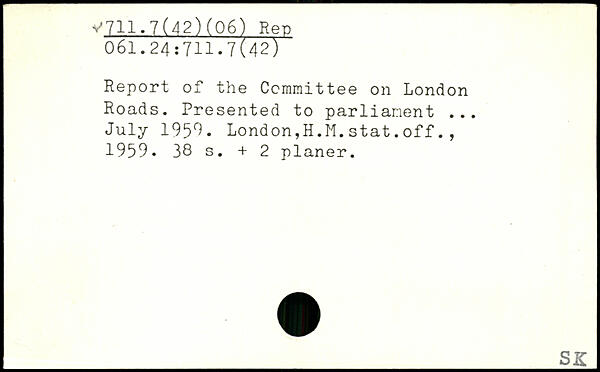 711.7(42)(06) Rep
061.24:711.7(42)
Report of the Committee on London
Roads. Presented to parliament ...
July 1959. London,H.M.stat.off.,
1959. 38 s. + 2 planer.
SK